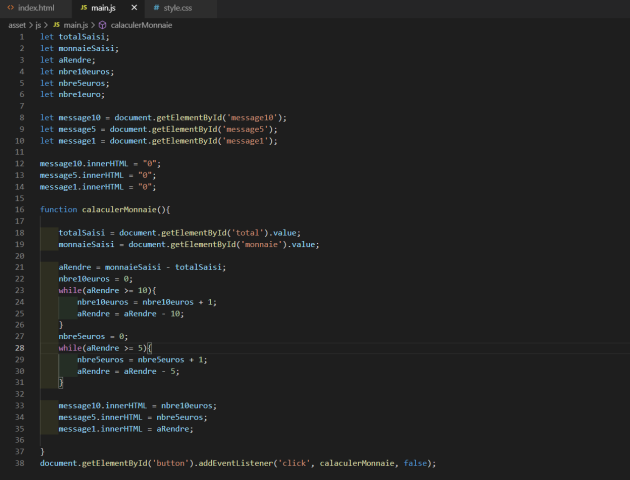 index.html main.js style.css
asset > js > main.js > calaculerMonnaie
1 let totalSaisi;
2 let monnaieSaisi;
3 let aRendre;
4 let nbre10euros;
5 let nbre5euros;
6 let nbre1euro;
7
8 let message10 = document.getElementById('message10');
9 let message5 = document.getElementById('message5');
10 let message1 = document.getElementById('message1');
11
12 message10.innerHTML = "0";
13 message5.innerHTML = "0";
14 message1.innerHTML = "0";
15
16 function calaculerMonnaie(){
17
18 totalSaisi = document.getElementById('total').value;
19 monnaieSaisi = document.getElementById('monnaie').value;
20
21 aRendre = monnaieSaisi - totalSaisi;
22 nbre10euros = 0;
23 while(aRendre >= 10){
24 nbre10euros = nbre10euros + 1;
25 aRendre = aRendre - 10;
26 }
27 nbre5euros = 0;
28 while(aRendre >= 5){
29 nbre5euros = nbre5euros + 1;
30 aRendre = aRendre - 5;
31 }
32
33 message10.innerHTML = nbre10euros;
34 message5.innerHTML = nbre5euros;
35 message1.innerHTML = aRendre;
36
37 }
38 document.getElementById('button').addEventListener('click', calaculerMonnaie, false);